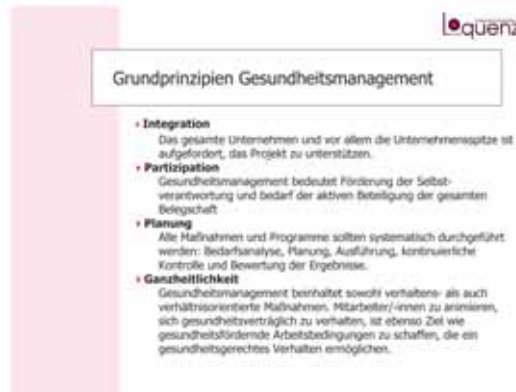 Loquenz
Grundprinzipien Gesundheitsmanagement
Integration
Das gesamte Unternehmen und vor allem die Unternehmensspitze ist
aufgefordert, das Projekt zu unterstützen.
Partizipation
Gesundheitsmanagement bedeutet Förderung der Selbst-
verantwortung und bedarf der aktiven Beteiligung der gesamten
Belegschaft
Planung
Alle Maßnahmen und Programme sollten systematisch durchgeführt
werden: Bedarfsanalyse, Planung, Ausführung, kontinuierliche
Kontrolle und Bewertung der Ergebnisse.
Ganzheitlichkeit
Gesundheitsmanagement beinhaltet sowohl verhaltens- als auch
verhältnisorientierte Maßnahmen. Mitarbeiter/-innen zu animieren,
sich gesundheitsverträglich zu verhalten, ist ebenso Ziel wie
gesundheitsfördernde Arbeitsbedingungen zu schaffen, die ein
gesundheitsgerechtes Verhalten ermöglichen.